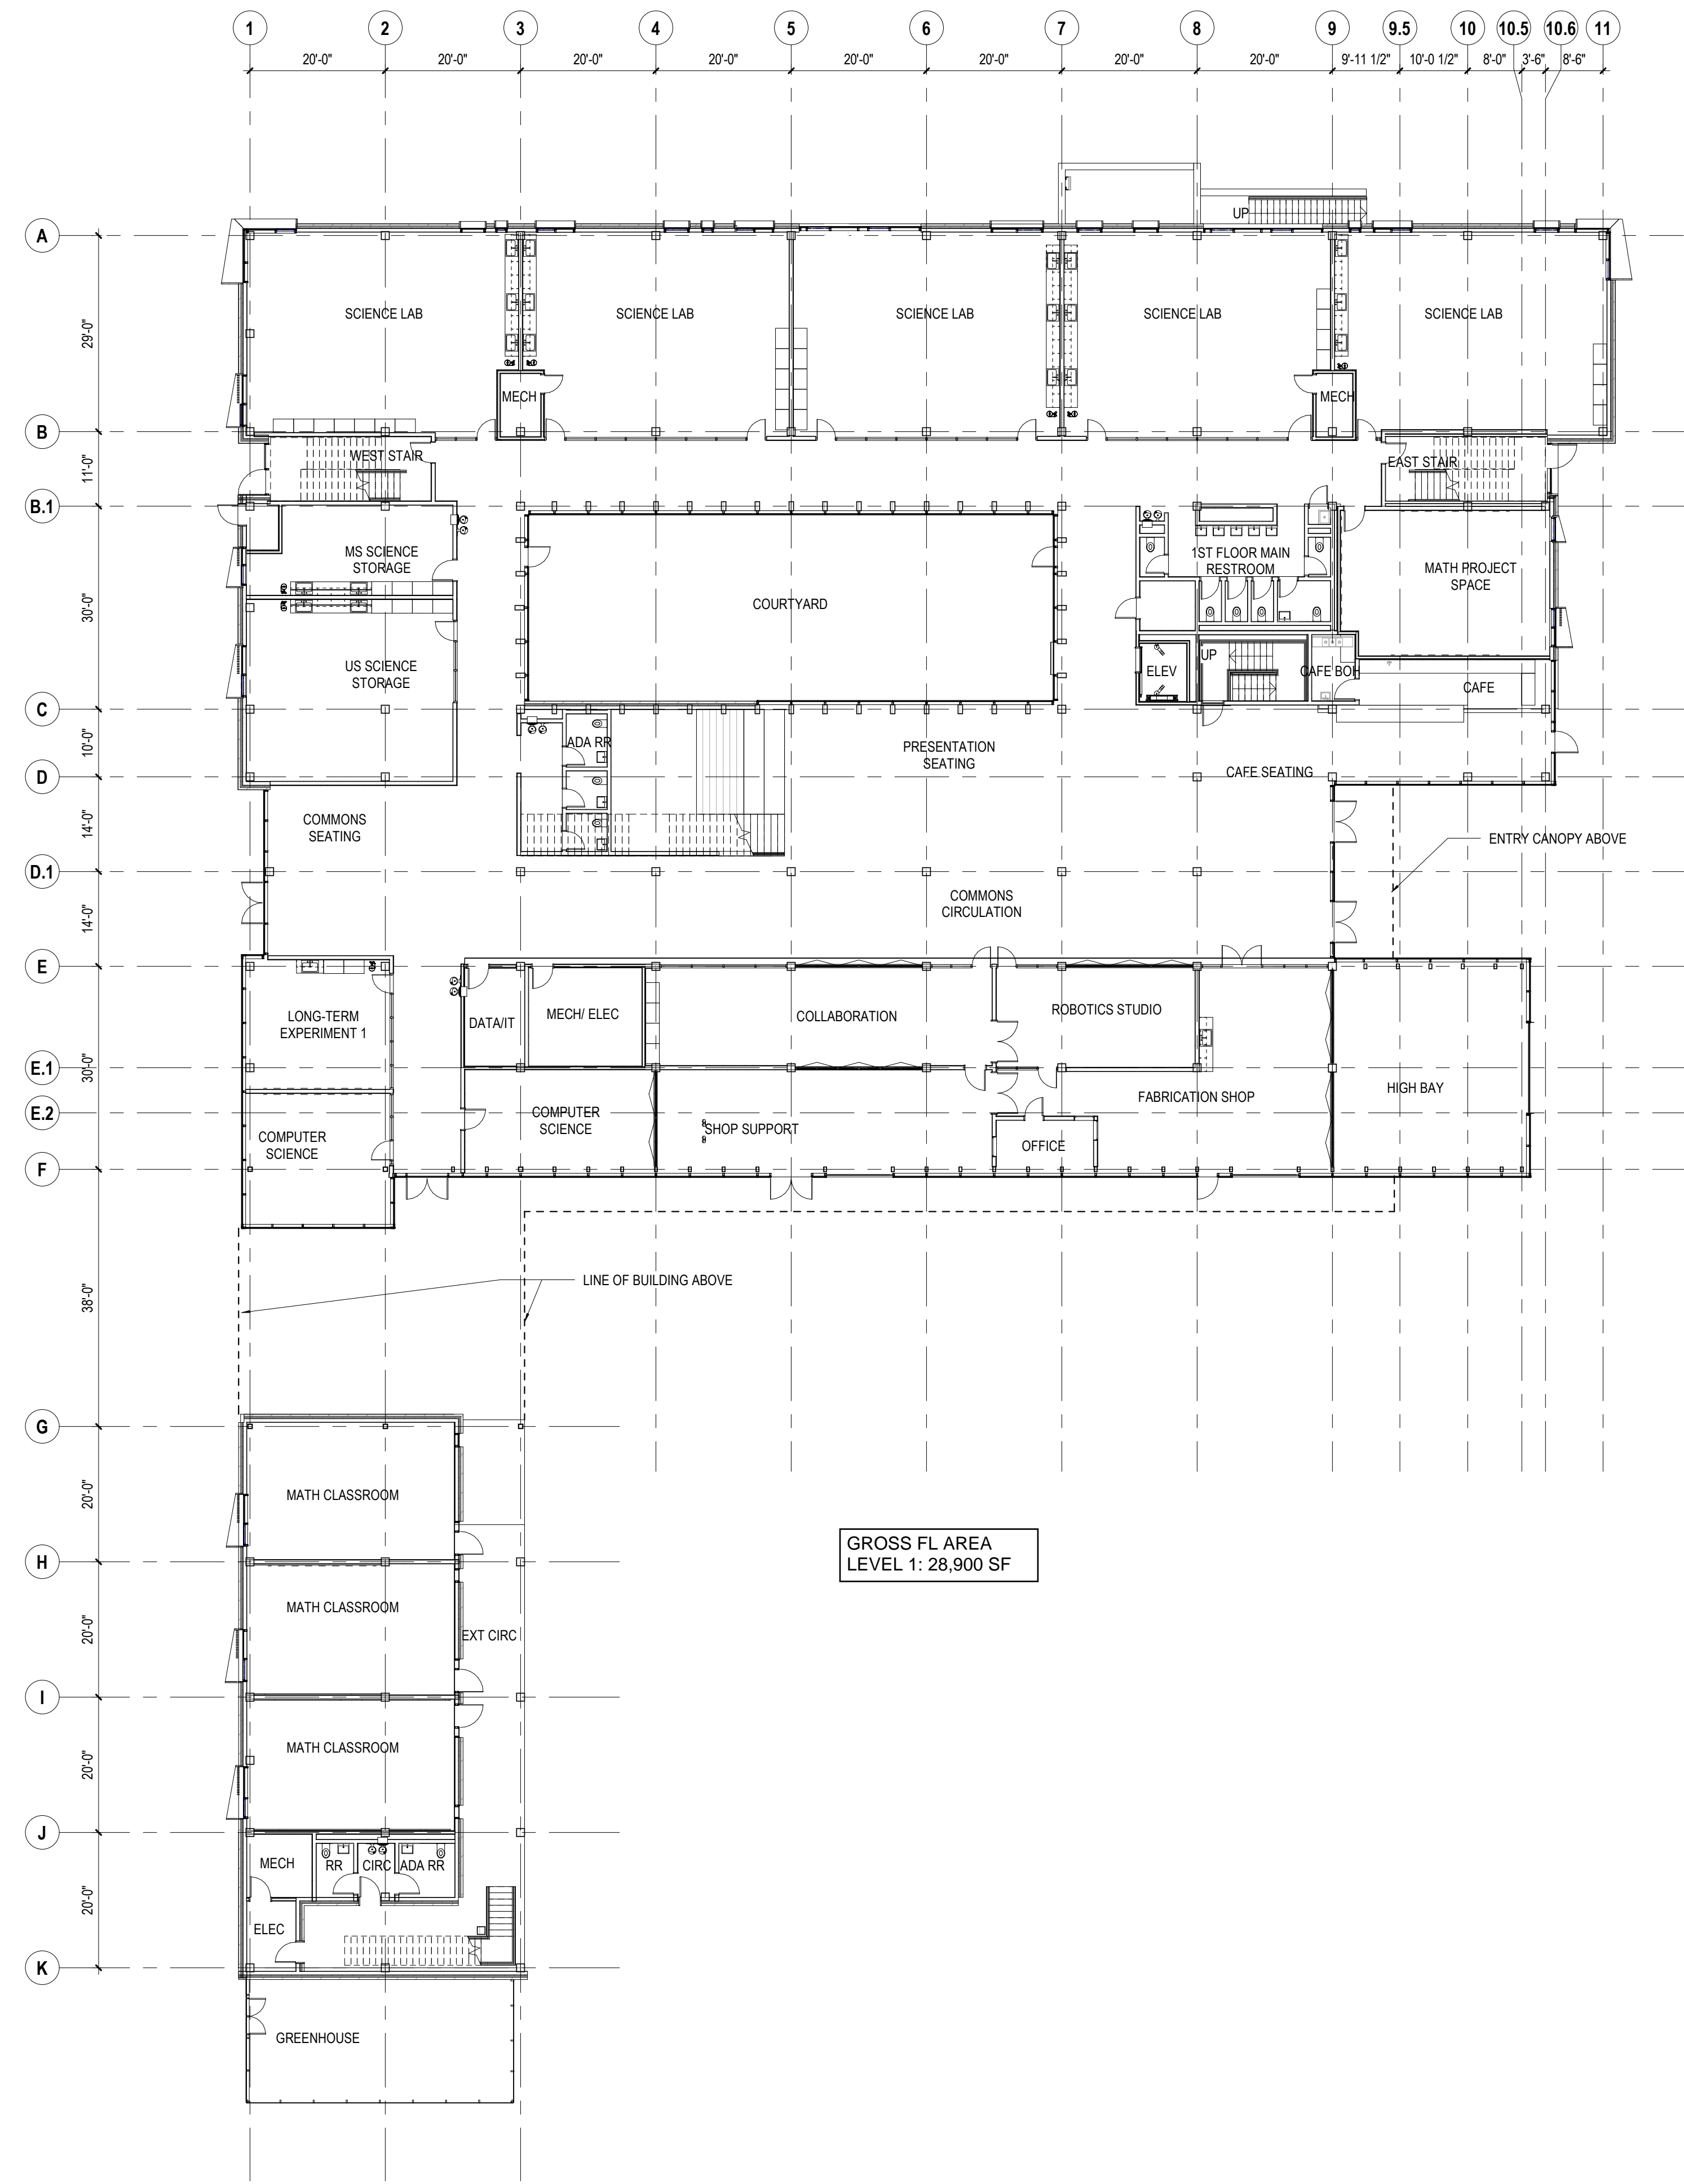 1 2 3 4 5 6 7 8 9 9.5 10 10.5 10.6 11
20'-0" 20'-0" 20'-0" 20'-0" 20'-0" 20'-0" 20'-0" 20'-0" 9'-11 1/2" 10'-0 1/2" 8'-0" 3'-6" 8'-6"
UP
A
29'-0"
SCIENCE LAB
SCIENCE LAB
SCIENCE LAB
SCIENCE LAB
SCIENCE LAB
MECH
MECH
B
11'-0"
WEST STAIR
EAST STAIR
B.1
30'-0"
MS SCIENCE
STORAGE
1ST FLOOR MAIN
RESTROOM
MATH PROJECT
SPACE
COURTYARD
US SCIENCE
STORAGE
UP
ELEV
CAFE BOH
CAFE
C
10'-0"
ADA RR
PRESENTATION
SEATING
CAFE SEATING
D
14'-0"
COMMONS
SEATING
ENTRY CANOPY ABOVE
D.1
14'-0"
COMMONS
CIRCULATION
E
30'-0"
LONG-TERM
EXPERIMENT 1
DATA/IT
MECH/ ELEC
COLLABORATION
ROBOTICS STUDIO
E.1
HIGH BAY
FABRICATION SHOP
E.2
COMPUTER
SCIENCE
SHOP SUPPORT
COMPUTER
SCIENCE
OFFICE
F
38'-0"
LINE OF BUILDING ABOVE
G
20'-0"
MATH CLASSROOM
GROSS FL AREA
LEVEL 1: 28,900 SF
H
20'-0"
MATH CLASSROOM
EXT CIRC
I
20'-0"
MATH CLASSROOM
J
20'-0"
MECH
RR
CIRC
ADA RR
ELEC
K
GREENHOUSE